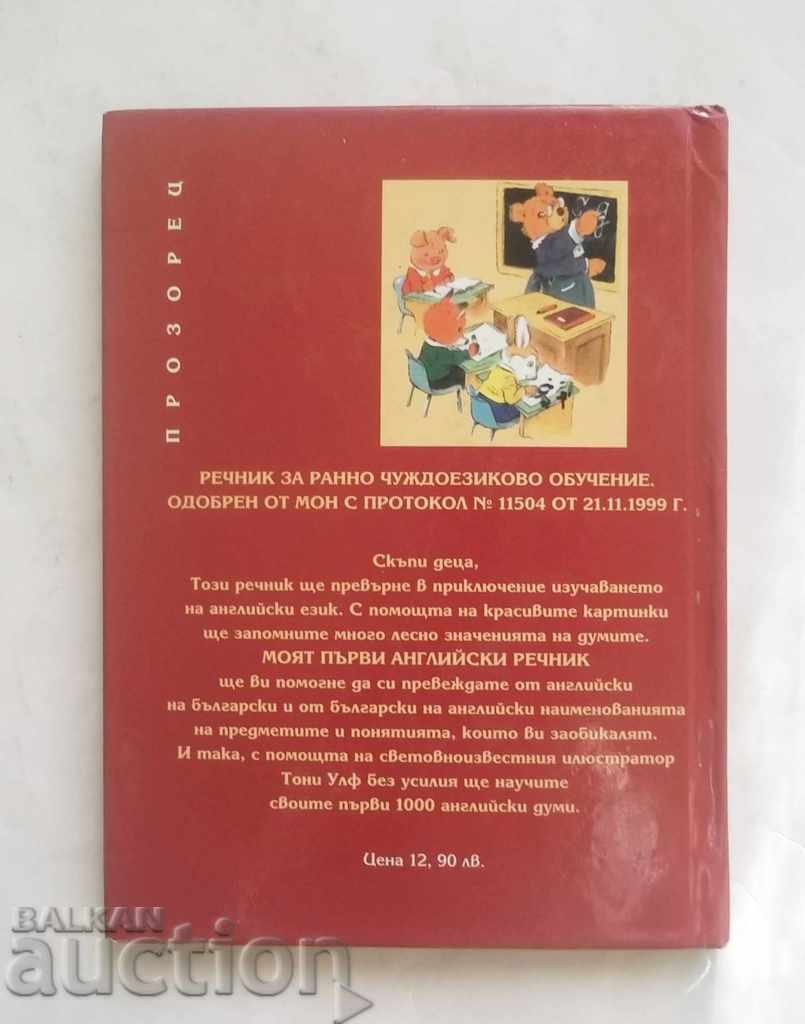 ПРОЗОРЕЦ
РЕЧНИК ЗА РАННО ЧУЖДОЕЗИКОВО ОБУЧЕНИЕ.
ОДОБРЕН ОТ МОН С ПРОТОКОЛ № 11504 ОТ 21.11.1999 Г.
Скъпи деца,
Този речник ще превърне в приключение изучаването
на английски език. С помощта на красивите картинки
ще запомните много лесно значенията на думите.
МОЯТ ПЪРВИ АНГЛИЙСКИ РЕЧНИК
ще ви помогне да си превеждате от английски
на български и от български на английски наименованията
на предметите и понятията, които ви заобикалят.
И така, с помощта на световноизвестния илюстратор
Тони Улф без усилия ще научите
своите първи 1000 английски думи.
Цена 12, 90 лв.
BALKAN
auction